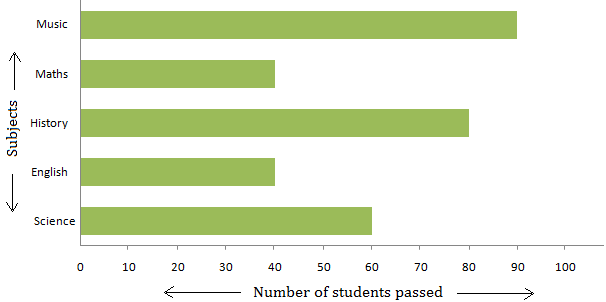 Music
Maths
History
English
Science
Subjects
0 10 20 30 40 50 60 70 80 90 100
Number of students passed